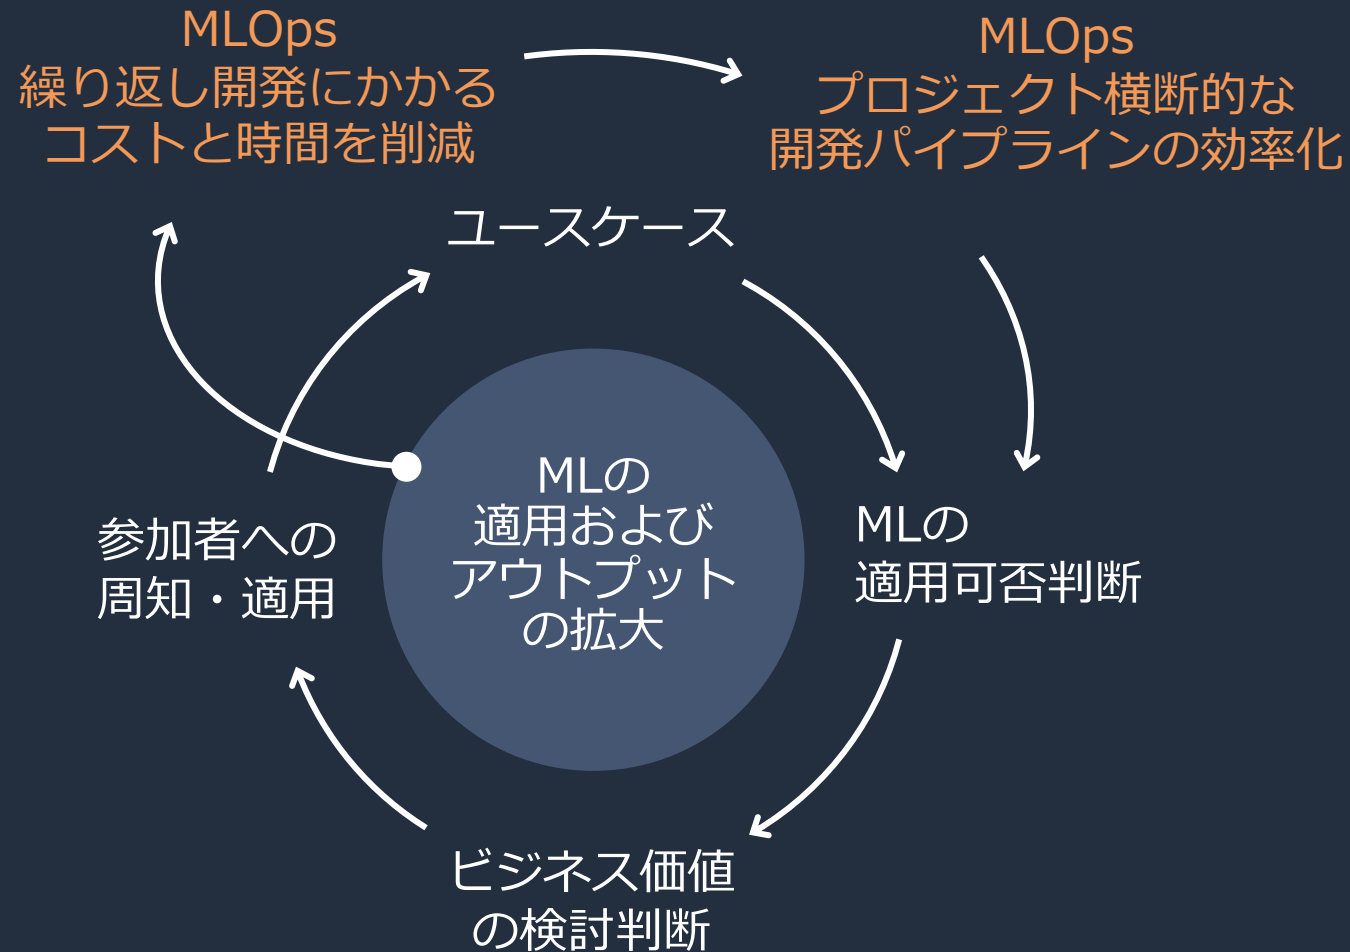 MLOps
繰り返し開発にかかる
コストと時間を削減
MLOps
プロジェクト横断的な
開発パイプラインの効率化
ユースケース
MLの
適用および
アウトプット
の拡大
MLの
適用可否判断
参加者への
周知・適用
ビジネス価値
の検討判断